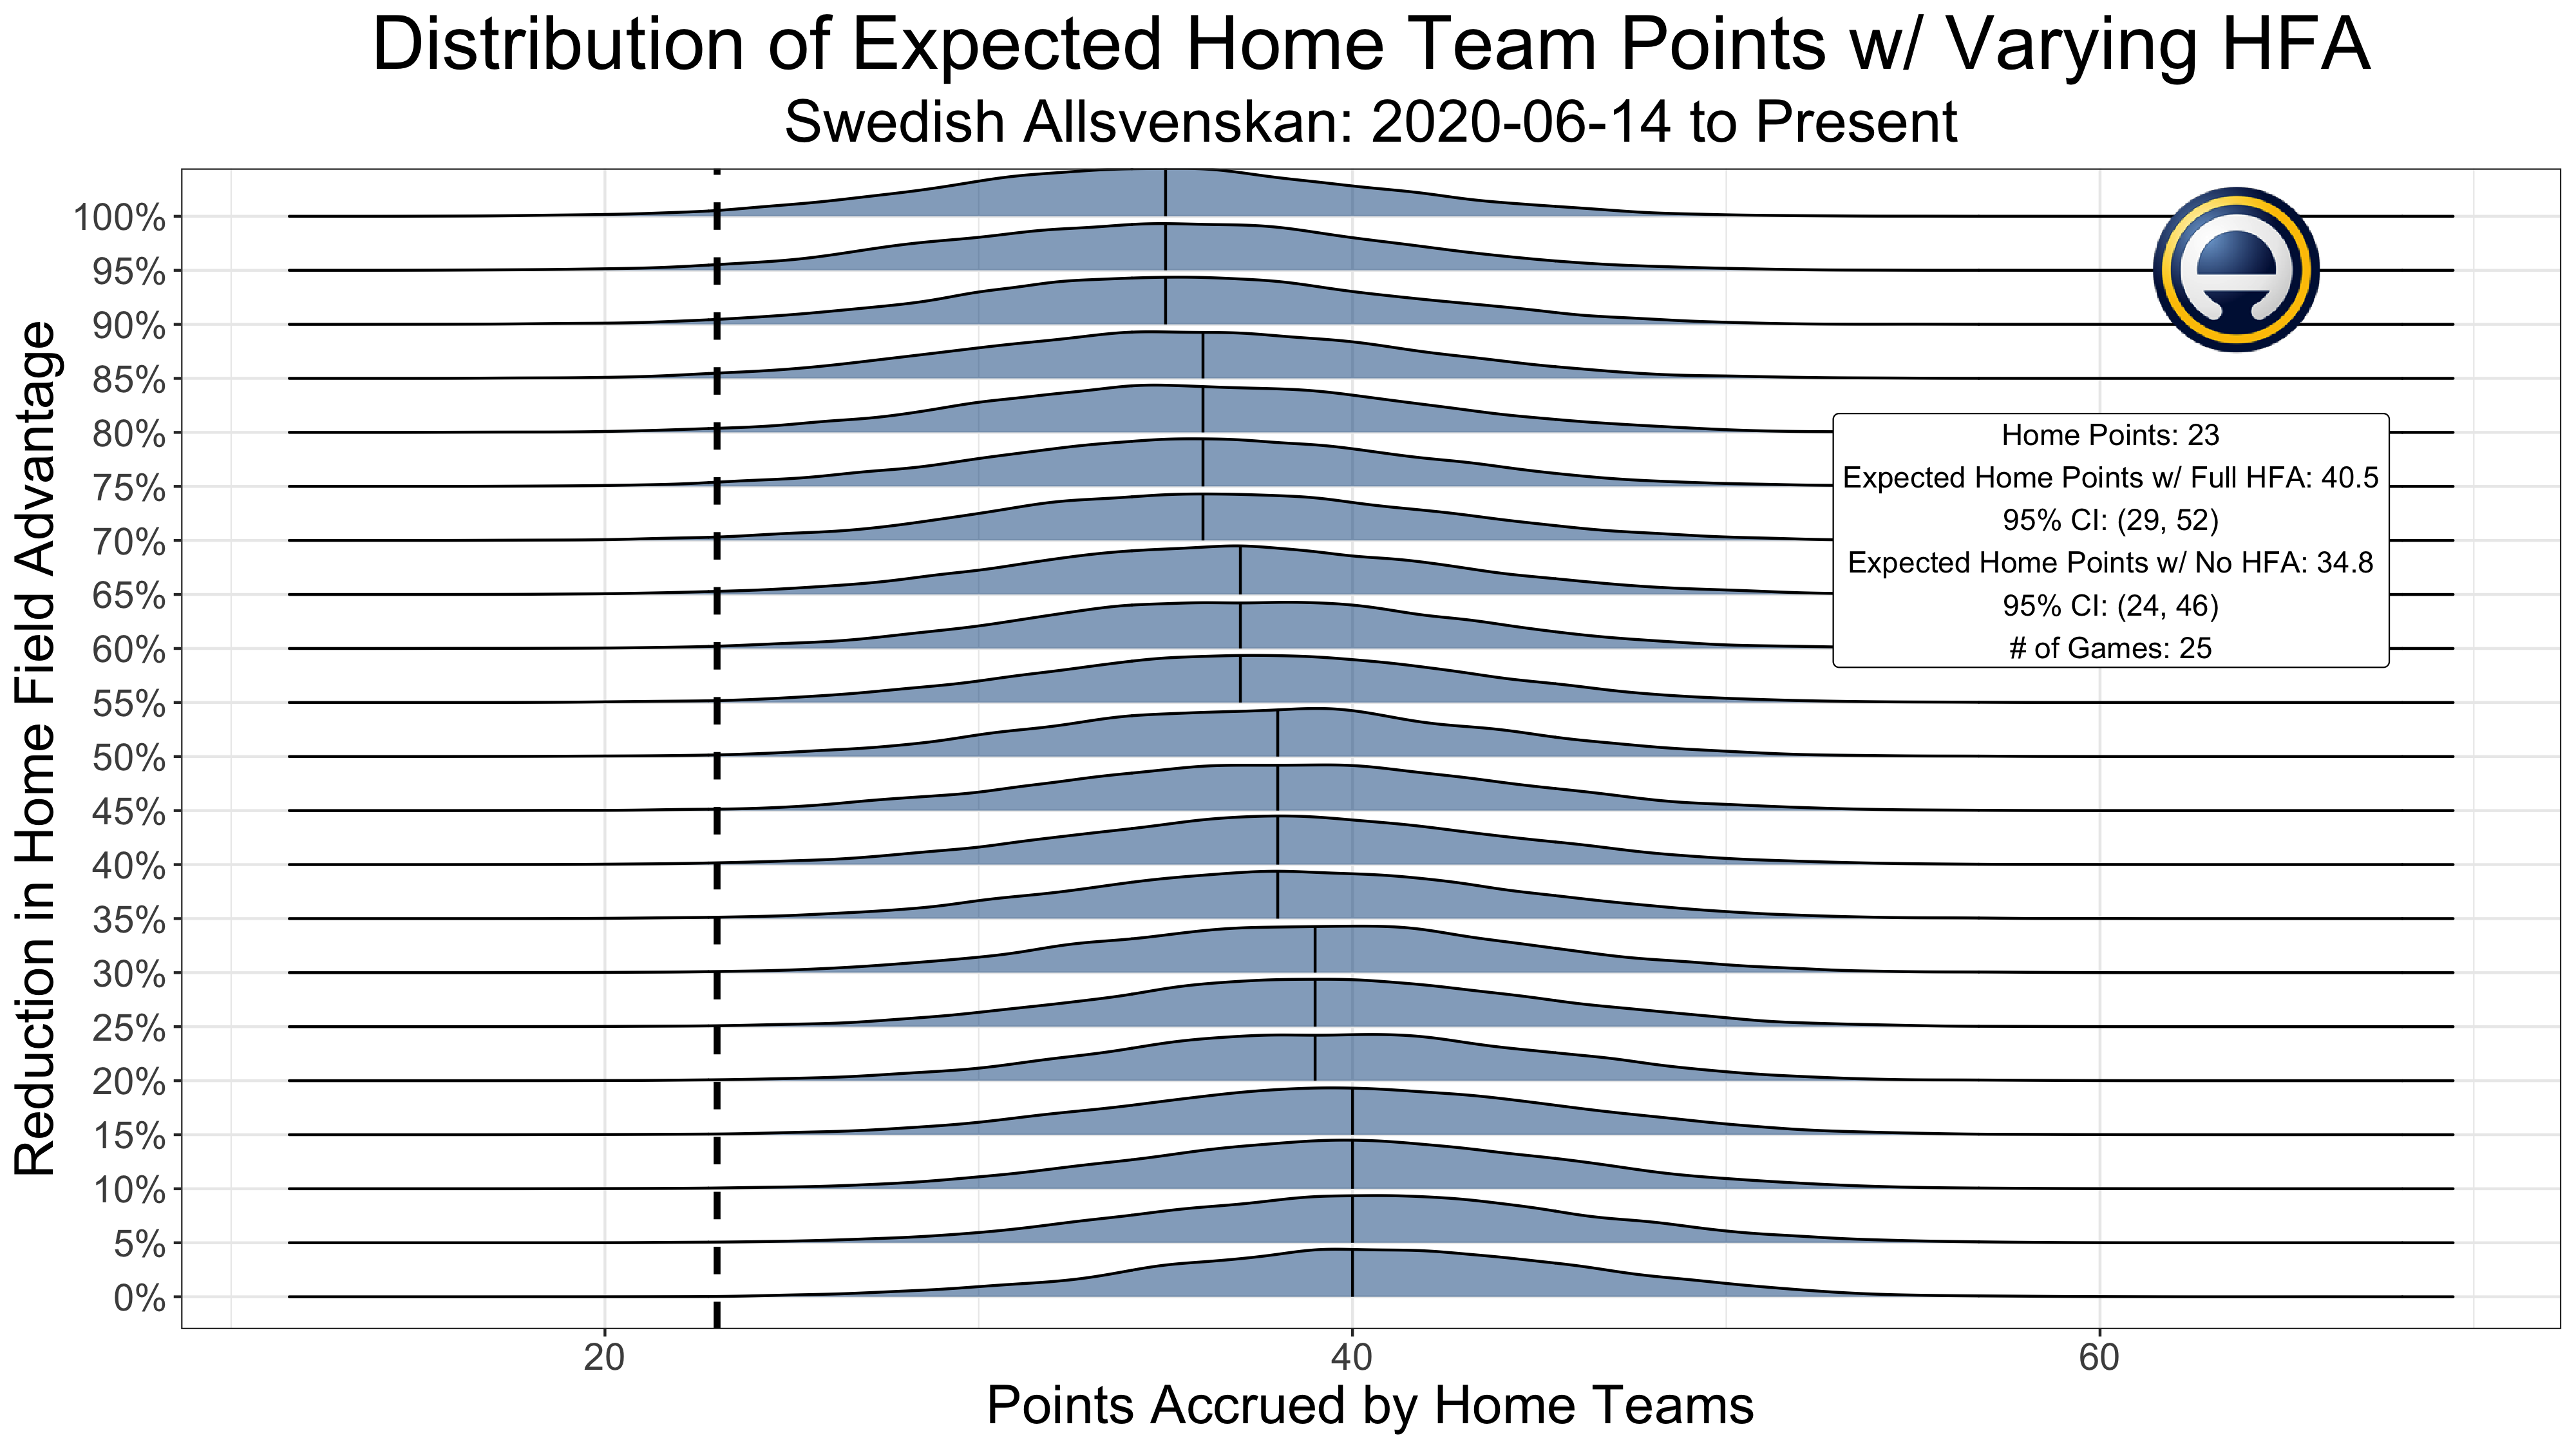 Distribution of Expected Home Team Points w/ Varying HFA
Swedish Allsvenskan: 2020-06-14 to Present
Reduction in Home Field Advantage
100%
95%
90%
85%
80%
75%
70%
65%
60%
55%
50%
45%
40%
35%
30%
25%
20%
15%
10%
5%
0%
Home Points: 23
Expected Home Points w/ Full HFA: 40.5
95% CI: (29, 52)
Expected Home Points w/ No HFA: 34.8
95% CI: (24, 46)
# of Games: 25
20
40
60
Points Accrued by Home Teams